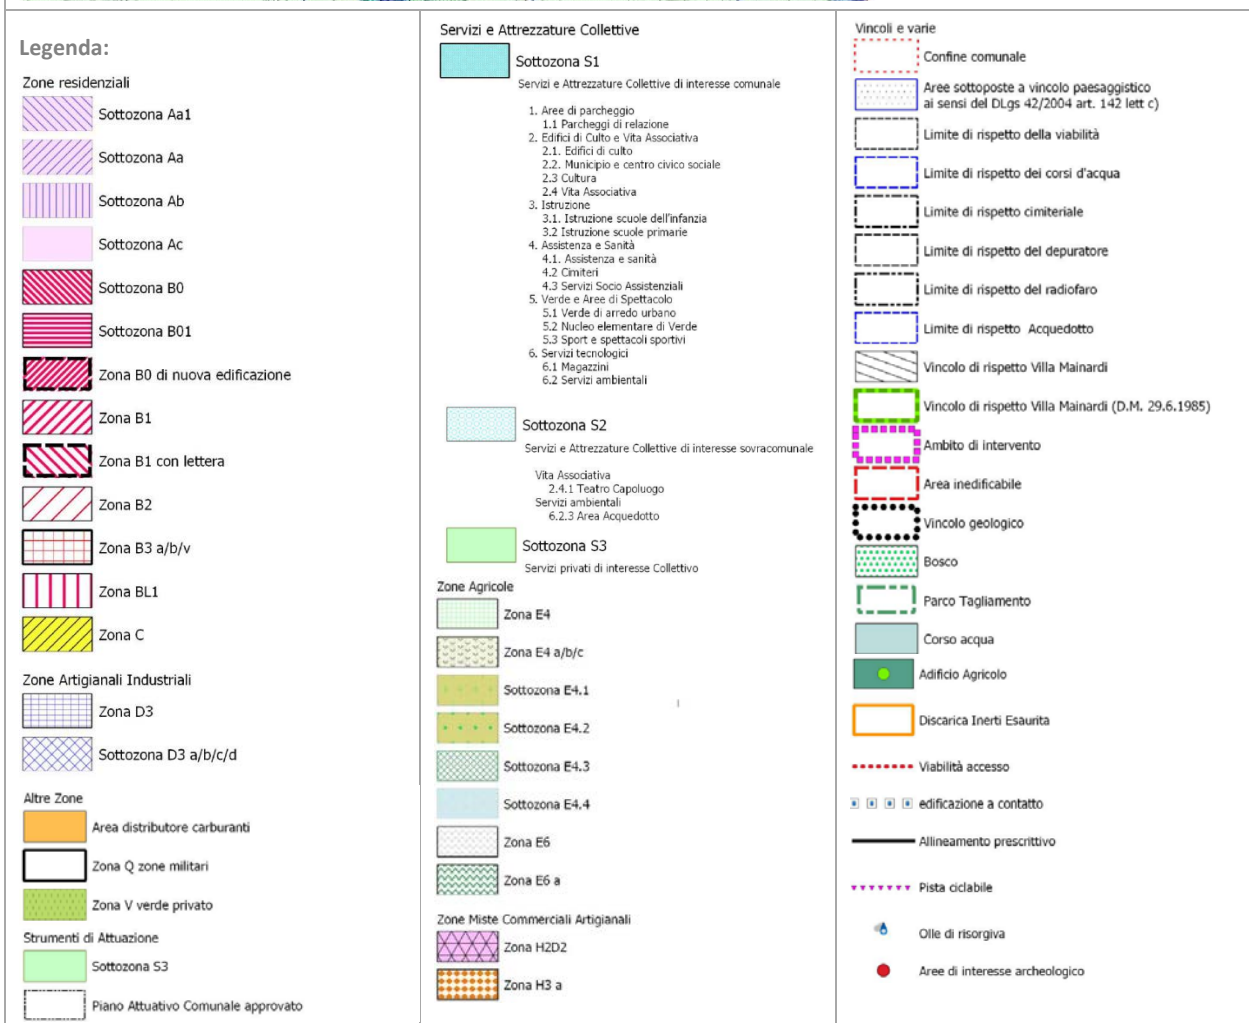 Legenda:
Zone residenziali
Sottozona Aa1
Sottozona Aa
Sottozona Ab
Sottozona Ac
Sottozona B0
Sottozona B01
Zona B0 di nuova edificazione
Zona B1
Zona B1 con lettera
Zona B2
Zona B3 a/b/v
Zona BL1
Zona C
Zone Artigianali Industriali
Zona D3
Sottozona D3 a/b/c/d
Altre Zone
Area distributore carburanti
Zona Q zone militari
Zona V verde privato
Strumenti di Attuazione
Sottozona S3
Piano Attuativo Comunale approvato
Servizi e Attrezzature Collettive
Sottozona S1
Servizi e Attrezzature Collettive di interesse comunale
1. Aree di parcheggio
1.1 Parcheggi di relazione
2. Edifici di Culto e Vita Associativa
2.1. Edifici di culto
2.2. Municipio e centro civico sociale
2.3 Cultura
2.4 Vita Associativa
3. Istruzione
3.1. Istruzione scuole dell'infanzia
3.2 Istruzione scuole primarie
4. Assistenza e Sanità
4.1. Assistenza e sanità
4.2 Cimiteri
4.3 Servizi Socio Assistenziali
5. Verde e Aree di Spettacolo
5.1 Verde di arredo urbano
5.2 Nucleo elementare di Verde
5.3 Sport e spettacoli sportivi
6. Servizi tecnologici
6.1 Magazzini
6.2 Servizi ambientali
Sottozona S2
Servizi e Attrezzature Collettive di interesse sovracomunale
Vita Associativa
2.4.1 Teatro Capoluogo
Servizi ambientali
6.2.3 Area Acquedotto
Sottozona S3
Servizi privati di interesse Collettivo
Zone Agricole
Zona E4
Zona E4 a/b/c
Sottozona E4.1
Sottozona E4.2
Sottozona E4.3
Sottozona E4.4
Zona E6
Zona E6 a
Zone Miste Commerciali Artigianali
Zona H2D2
Zona H3 a
Vincoli e varie
Confine comunale
Aree sottoposte a vincolo paesaggistico
ai sensi del DLgs 42/2004 art. 142 lett c)
Limite di rispetto della viabilità
Limite di rispetto dei corsi d'acqua
Limite di rispetto cimiteriale
Limite di rispetto del depuratore
Limite di rispetto del radiofaro
Limite di rispetto Acquedotto
Vincolo di rispetto Villa Mainardi
Vincolo di rispetto Villa Mainardi (D.M. 29.6.1985)
Ambito di intervento
Area inedificabile
Vincolo geologico
Bosco
Parco Tagliamento
Corso acqua
Adificio Agricolo
Discarica Inerti Esaurita
Viabilità accesso
edificazione a contatto
Allineamento prescrittivo
Pista ciclabile
Olle di risorgiva
Aree di interesse archeologico